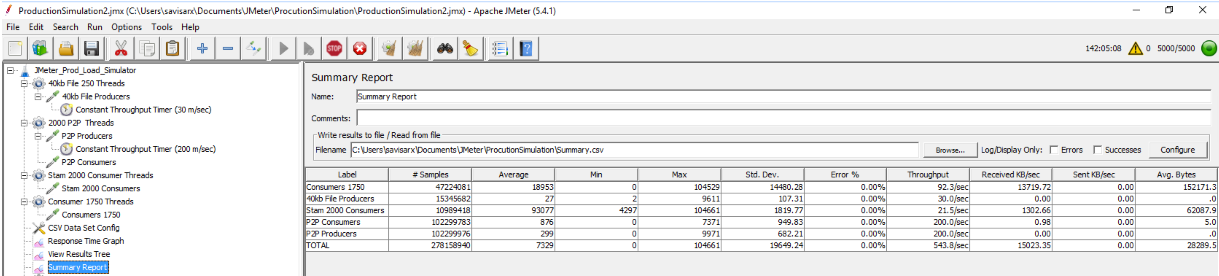 ProductionSimulation2.jmx (C:\Users\savisarx\Documents\JMeter\ProcutionSimulation\ProductionSimulation2.jmx) - Apache JMeter (5.4.1)
File Edit Search Run Options Tools Help
STOP 142:05:08 0 5000/5000
JMeter_Prod_Load_Simulator
40kb File 250 Threads
40kb File Producers
Constant Throughput Timer (30 m/sec)
2000 P2P Threads
P2P Producers
Constant Throughput Timer (200 m/sec)
P2P Consumers
Stam 2000 Consumer Threads
Stam 2000 Consumers
Consumer 1750 Threads
Consumers 1750
CSV Data Set Config
Response Time Graph
View Results Tree
Summary Report
Summary Report
Name: Summary Report
Comments:
Write results to file / Read from file
Filename C:\Users\savisarx\Documents\JMeter\ProcutionSimulation\Summary.csv Browse... Log/Display Only: Errors Successes Configure
Label # Samples Average Min Max Std. Dev. Error % Throughput Received KB/sec Sent KB/sec Avg. Bytes
Consumers 1750 47224081 18953 0 104529 14480.28 0.00% 92.3/sec 13719.72 0.00 152171.3
40kb File Producers 15345682 27 2 9611 107.31 0.00% 30.0/sec 0.00 0.00 .0
Stam 2000 Consumers 10989418 93077 4297 104661 1819.77 0.00% 21.5/sec 1302.66 0.00 62087.9
P2P Consumers 102299783 876 0 7371 949.83 0.00% 200.0/sec 0.98 0.00 5.0
P2P Producers 102299976 299 0 9971 682.21 0.00% 200.0/sec 0.00 0.00 .0
TOTAL 278158940 7329 0 104661 19649.24 0.00% 543.8/sec 15023.35 0.00 28289.5